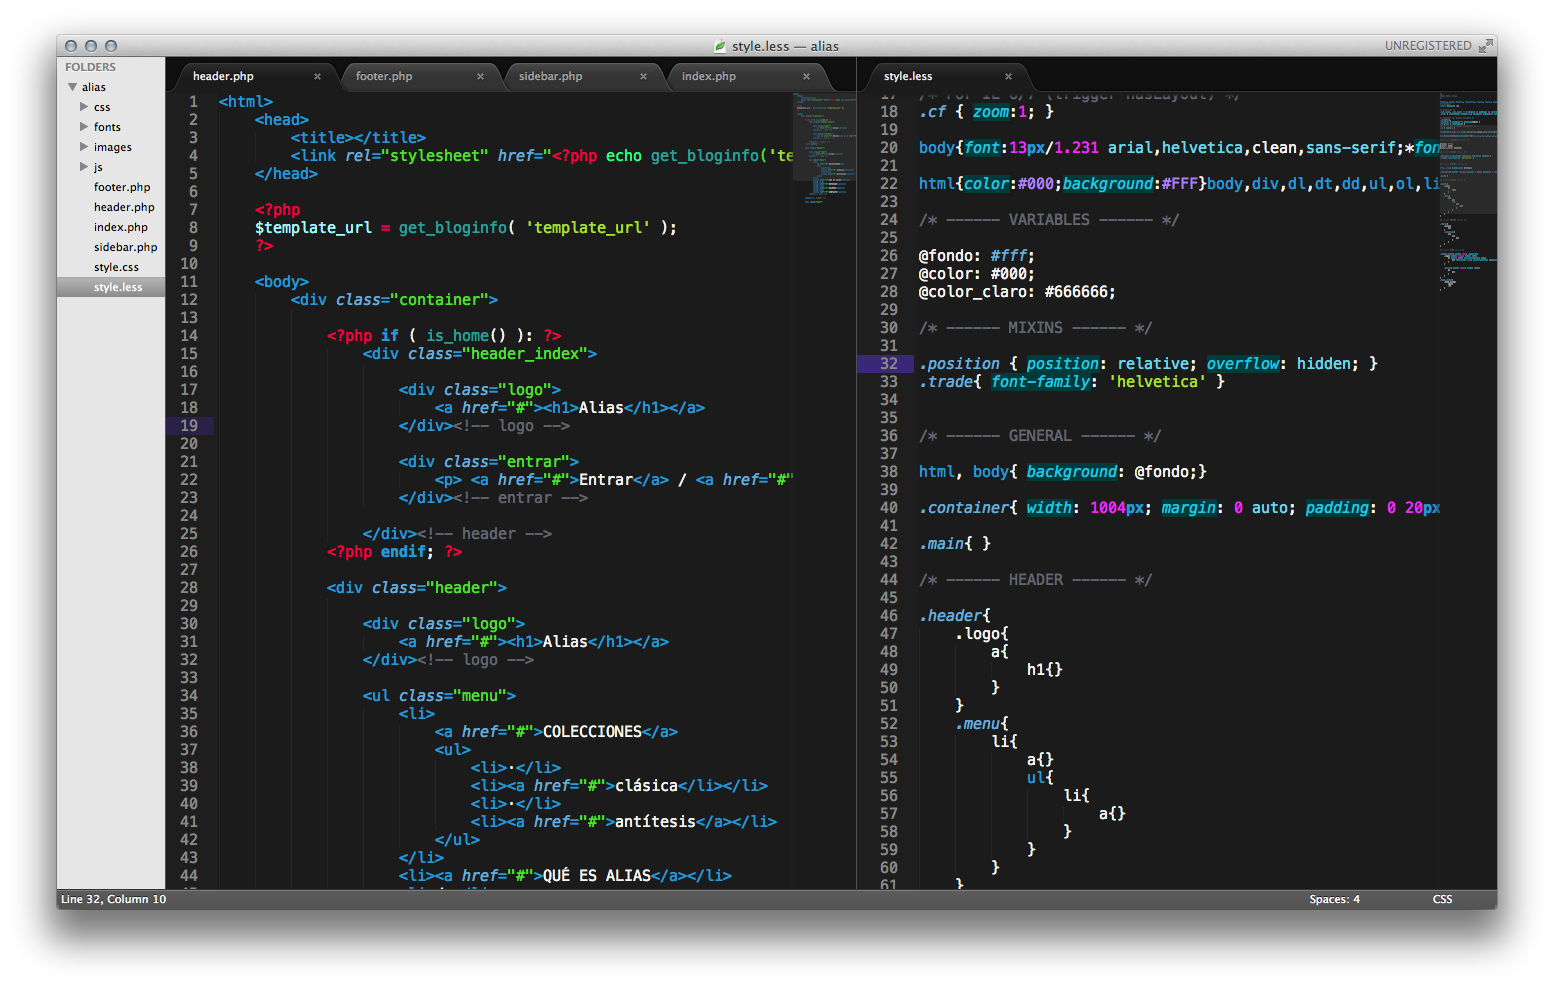 style.less — alias
UNREGISTERED
FOLDERS
alias
css
fonts
images
js
footer.php
header.php
index.php
sidebar.php
style.css
style.less
header.php ×
footer.php ×
sidebar.php ×
index.php ×
1 <html>
2 <head>
3 <title></title>
4 <link rel="stylesheet" href="<?php echo get_bloginfo('te
5 </head>
6
7 <?php
8 $template_url = get_bloginfo( 'template_url' );
9 ?>
10
11 <body>
12 <div class="container">
13
14 <?php if ( is_home() ): ?>
15 <div class="header_index">
16
17 <div class="logo">
18 <a href="#"><h1>Alias</h1></a>
19 </div><!-- logo -->
20
21 <div class="entrar">
22 <p> <a href="#">Entrar</a> / <a href="#"
23 </div><!-- entrar -->
24
25 </div><!-- header -->
26 <?php endif; ?>
27
28 <div class="header">
29
30 <div class="logo">
31 <a href="#"><h1>Alias</h1></a>
32 </div><!-- logo -->
33
34 <ul class="menu">
35 <li>
36 <a href="#">COLECCIONES</a>
37 <ul>
38 <li>·</li>
39 <li><a href="#">clásica</li></li>
40 <li>·</li>
41 <li><a href="#">antítesis</a></li>
42 </ul>
43 </li>
44 <li><a href="#">QUÉ ES ALIAS</a></li>
style.less ×
17 /* For IE 6/7 (trigger hasLayout) */
18 .cf { zoom:1; }
19
20 body{font:13px/1.231 arial,helvetica,clean,sans-serif;*fon
21
22 html{color:#000;background:#FFF}body,div,dl,dt,dd,ul,ol,li
23
24 /* ------ VARIABLES ------ */
25
26 @fondo: #fff;
27 @color: #000;
28 @color_claro: #666666;
29
30 /* ------ MIXINS ------ */
31
32 .position { position: relative; overflow: hidden; }
33 .trade{ font-family: 'helvetica' }
34
35
36 /* ------ GENERAL ------ */
37
38 html, body{ background: @fondo;}
39
40 .container{ width: 1004px; margin: 0 auto; padding: 0 20px
41
42 .main{ }
43
44 /* ------ HEADER ------ */
45
46 .header{
47 .logo{
48 a{
49 h1{}
50 }
51 }
52 .menu{
53 li{
54 a{}
55 ul{
56 li{
57 a{}
58 }
59 }
60 }
61 }
Line 32, Column 10
Spaces: 4
CSS